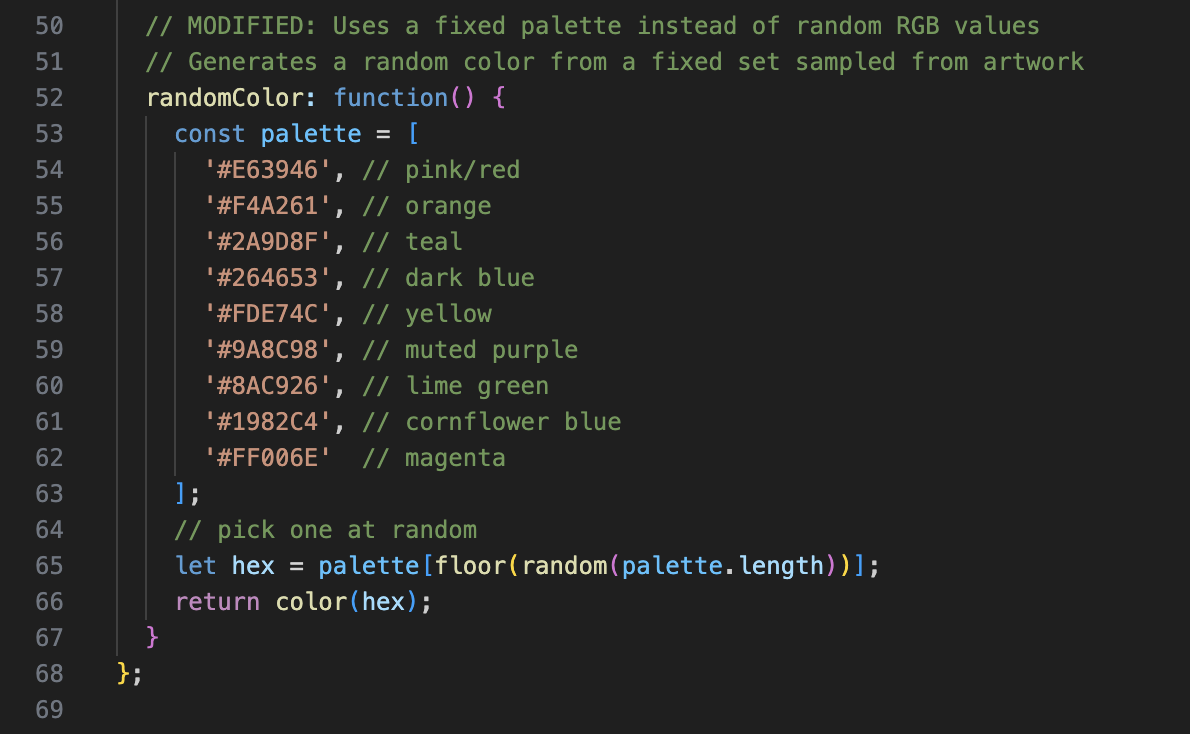 50 // MODIFIED: Uses a fixed palette instead of random RGB values
51 // Generates a random color from a fixed set sampled from artwork
52 randomColor: function() {
53 const palette = [
54 '#E63946', // pink/red
55 '#F4A261', // orange
56 '#2A9D8F', // teal
57 '#264653', // dark blue
58 '#FDE74C', // yellow
59 '#9A8C98', // muted purple
60 '#8AC926', // lime green
61 '#1982C4', // cornflower blue
62 '#FF006E'  // magenta
63 ];
64 // pick one at random
65 let hex = palette[floor(random(palette.length))];
66 return color(hex);
67 }
68 };
69